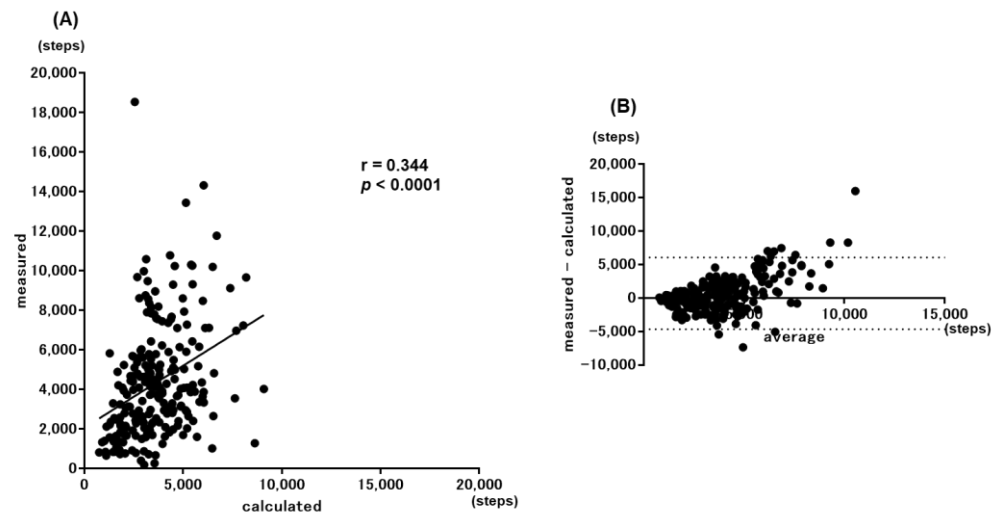 (A)
(steps)
20,000
18,000
16,000
14,000
12,000
10,000
8,000
6,000
4,000
2,000
0
measured
r = 0.344
p < 0.0001
0
5,000
10,000
15,000
20,000
calculated
(steps)
(B)
(steps)
20,000
15,000
10,000
5,000
0
−5,000
−10,000
measured − calculated
10,000
15,000
average
(steps)